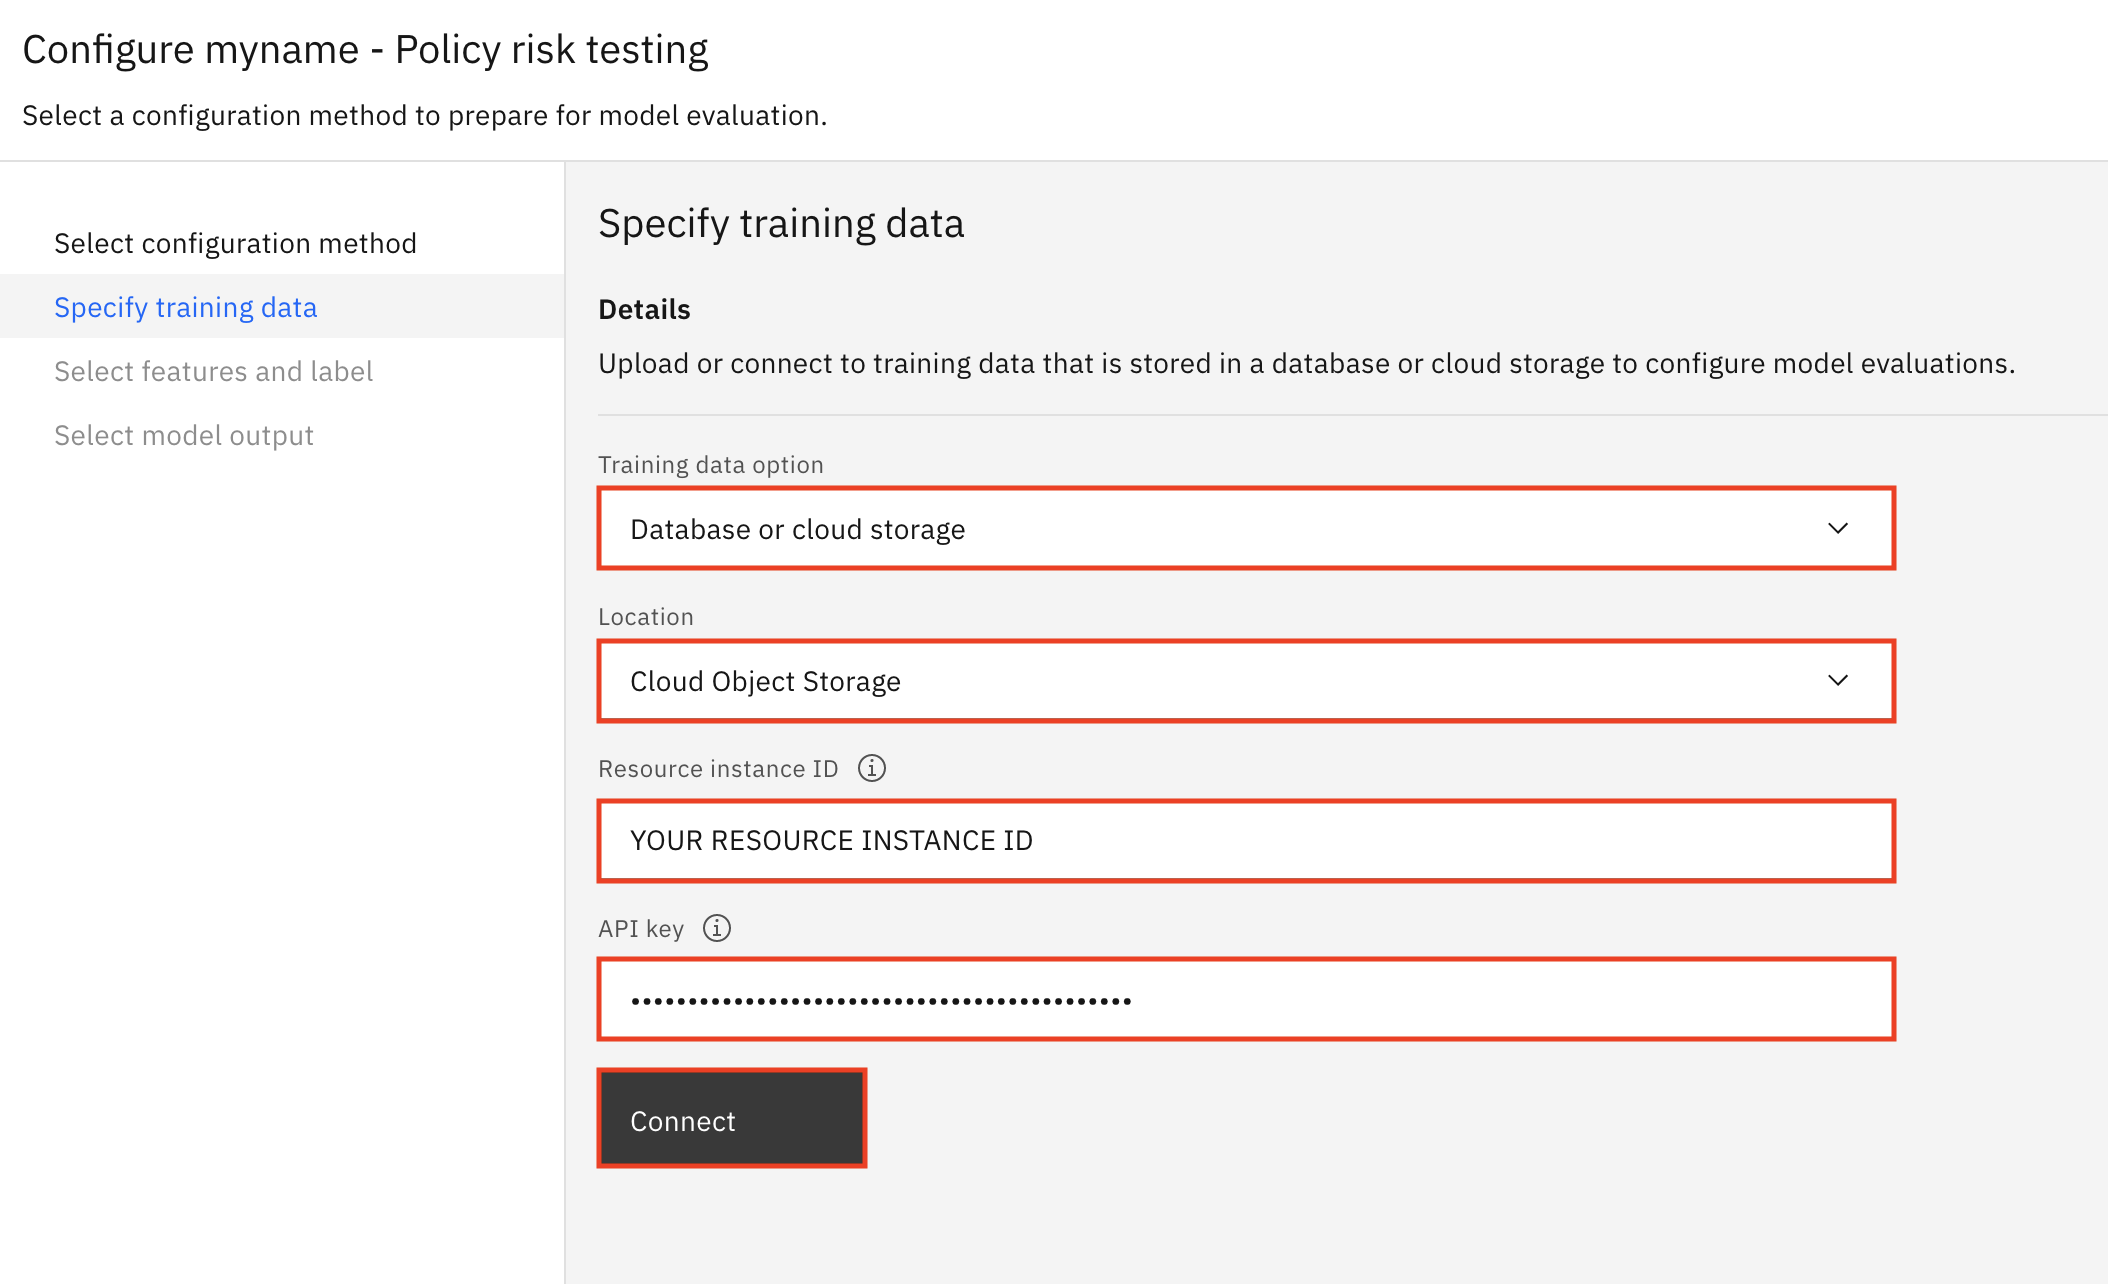 Configure myname - Policy risk testing
Select a configuration method to prepare for model evaluation.
Select configuration method
Specify training data
Select features and label
Select model output
Specify training data
Details
Upload or connect to training data that is stored in a database or cloud storage to configure model evaluations.
Training data option
Database or cloud storage
Location
Cloud Object Storage
Resource instance ID
YOUR RESOURCE INSTANCE ID
API key
••••••••••••••••••••••••••••••••••••••••••••
Connect